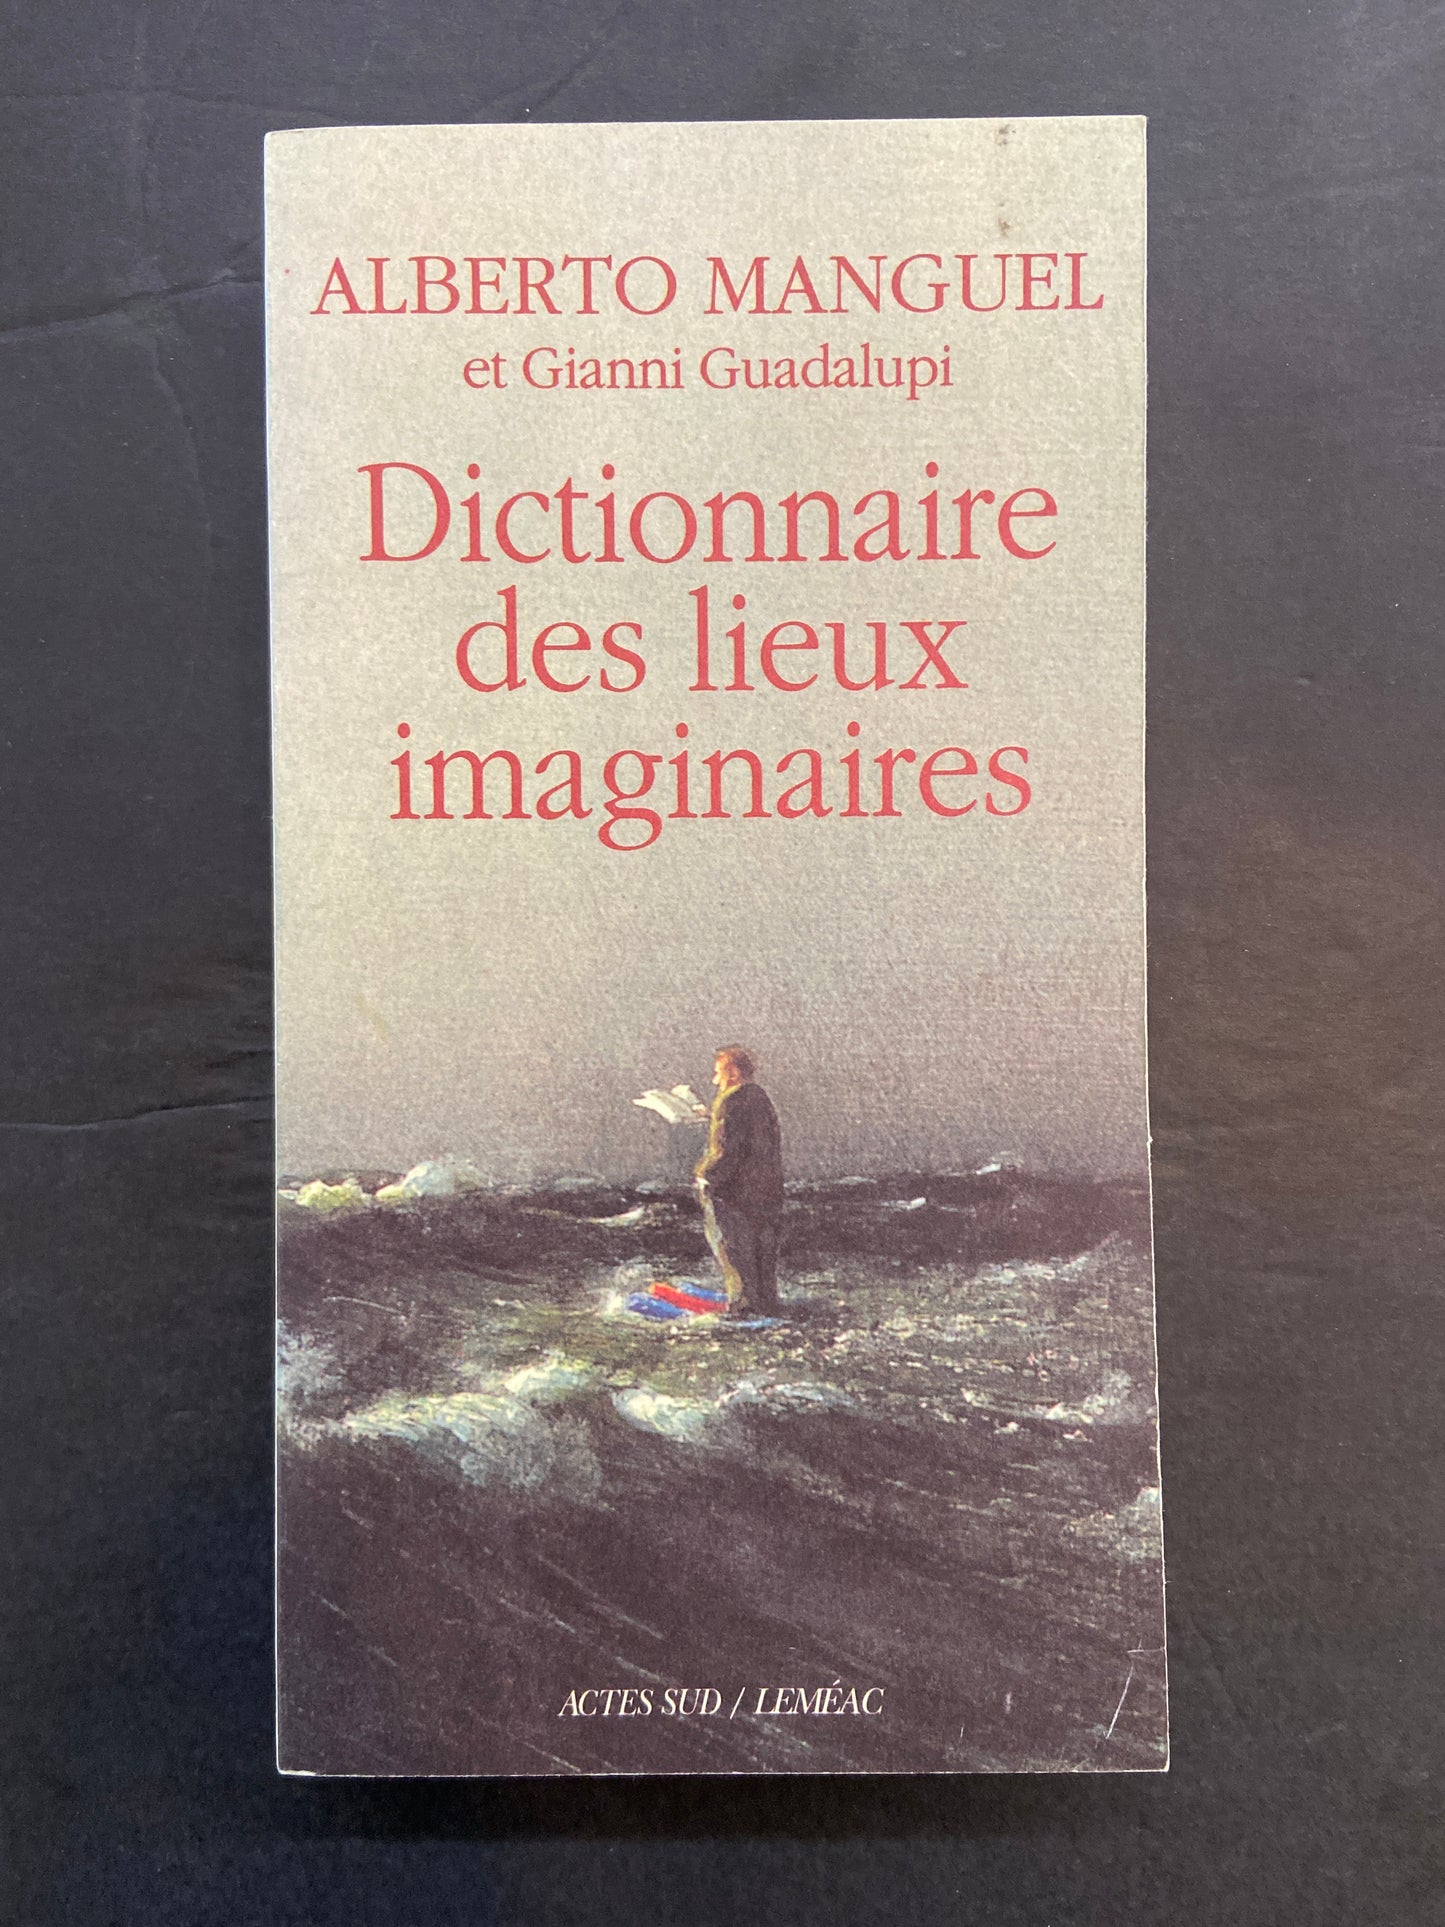 ALBERTO MANGUEL
et Gianni Guadalupi
Dictionnaire
des lieux
imaginaires
ACTES SUD / LEMÉAC